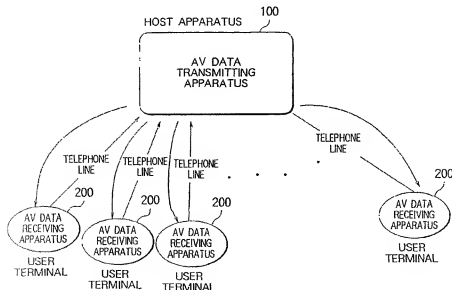 HOST APPARATUS
100
AV DATA
TRANSMITTING
APPARATUS
TELEPHONE
LINE
TELEPHONE
LINE
TELEPHONE
LINE
TELEPHONE
LINE
200
AV DATA
RECEIVING
APPARATUS
USER
TERMINAL
200
AV DATA
RECEIVING
APPARATUS
USER
TERMINAL
200
AV DATA
RECEIVING
APPARATUS
USER
TERMINAL
200
AV DATA
RECEIVING
APPARATUS
USER
TERMINAL